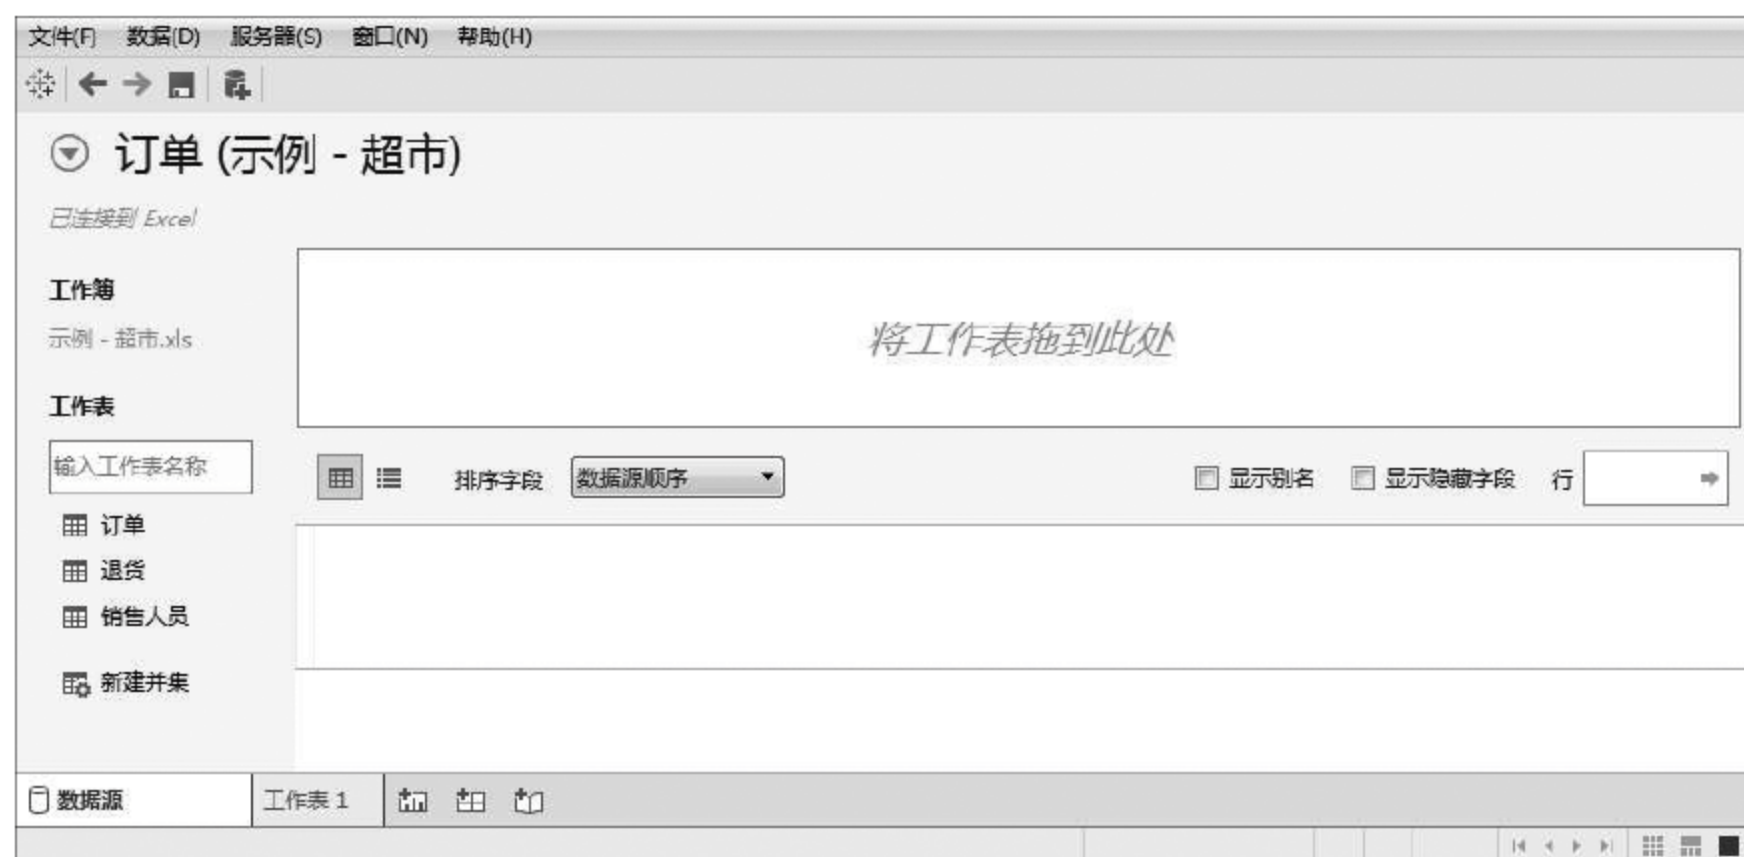 文件(F) 数据(D) 服务器(S) 窗口(N) 帮助(H)
订单 (示例 - 超市)
已连接到 Excel
工作簿
示例 - 超市.xls
将工作表拖到此处
工作表
输入工作表名称
排序字段 数据源顺序 显示别名 显示隐藏字段 行
订单
退货
销售人员
新建并集
数据源 工作表 1